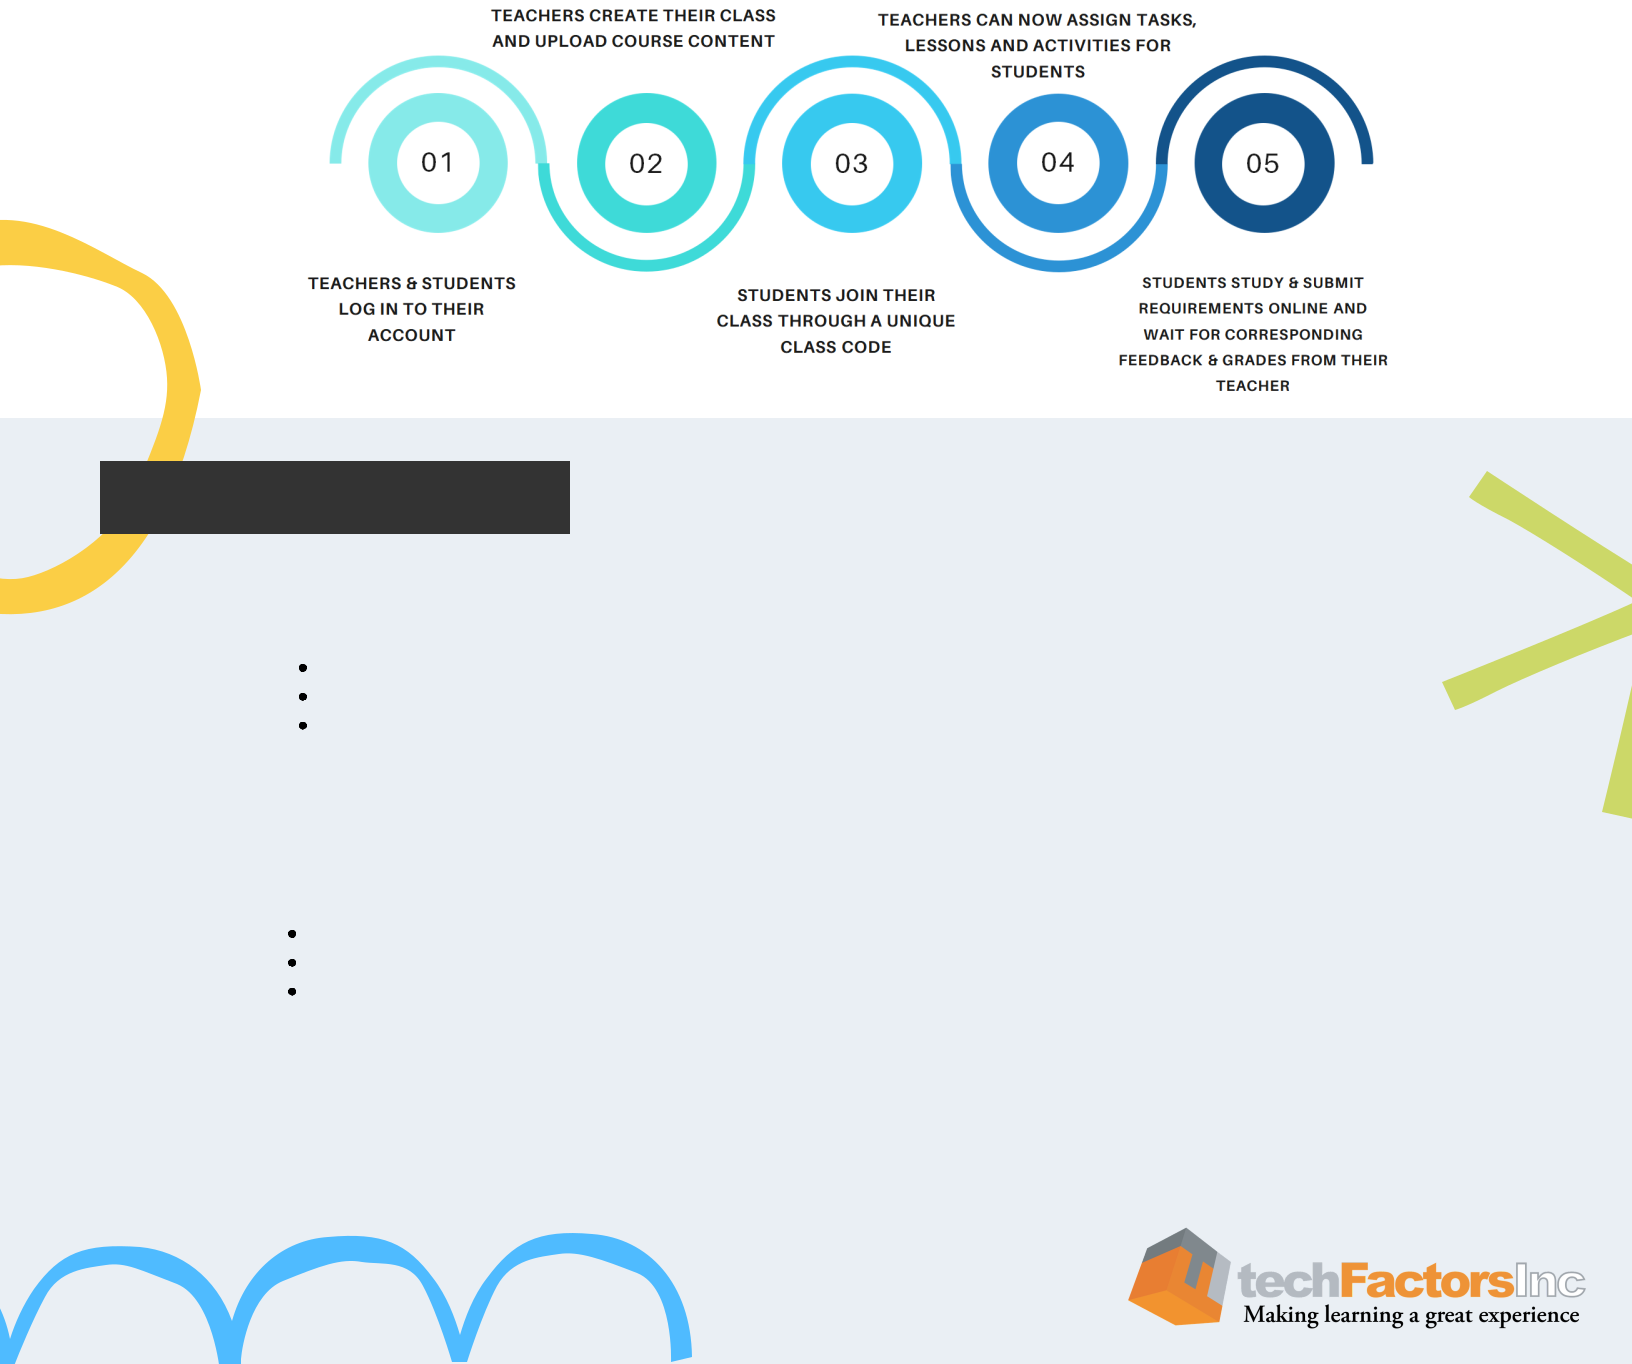 TEACHERS CREATE THEIR CLASS
AND UPLOAD COURSE CONTENT
TEACHERS CAN NOW ASSIGN TASKS,
LESSONS AND ACTIVITIES FOR
STUDENTS
01
02
03
04
05
TEACHERS & STUDENTS
LOG IN TO THEIR
ACCOUNT
STUDENTS JOIN THEIR
CLASS THROUGH A UNIQUE
CLASS CODE
STUDENTS STUDY & SUBMIT
REQUIREMENTS ONLINE AND
WAIT FOR CORRESPONDING
FEEDBACK & GRADES FROM THEIR
TEACHER
techFactorsInc
Making learning a great experience